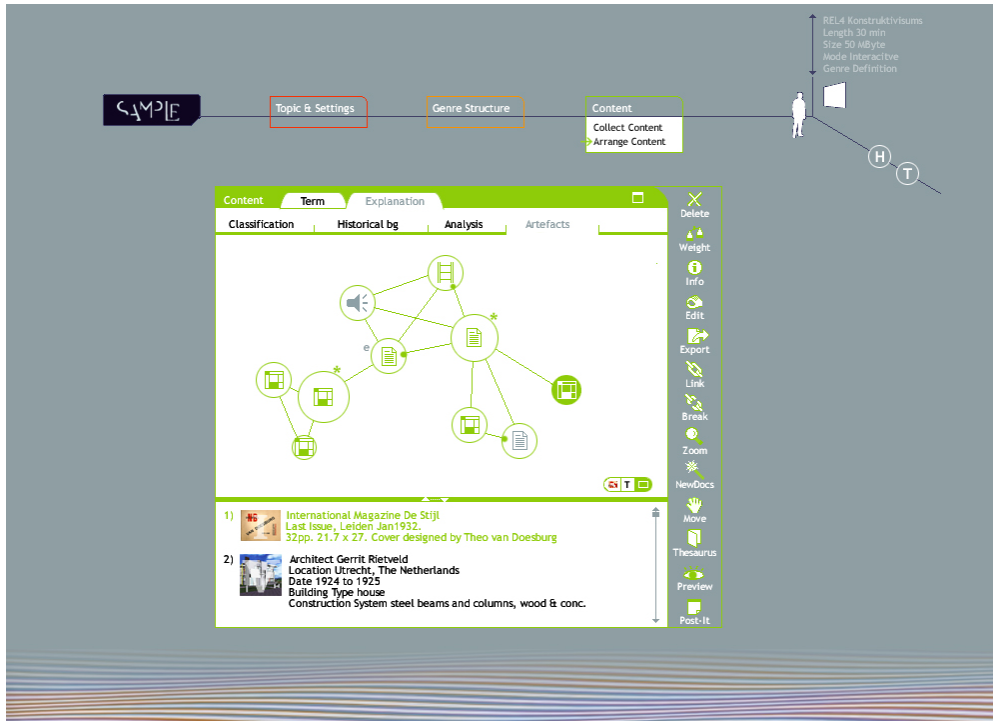 REL4 Konstruktivisums
Length 30 min
Size 50 MByte
Mode Interacitve
Genre Definition
SAMPLE
Topic & Settings
Genre Structure
Content
Collect Content
Arrange Content
H
T
Content
Term
Explanation
Classification
Historical bg
Analysis
Artefacts
Delete
Weight
Info
Edit
Export
Link
Break
Zoom
NewDocs
Move
Thesaurus
Preview
Post-It
*
e
*
T
1) International Magazine De Stijl
Last Issue, Leiden Jan1932.
32pp. 21.7 x 27. Cover designed by Theo van Doesburg
2) Architect Gerrit Rietveld
Location Utrecht, The Netherlands
Date 1924 to 1925
Building Type house
Construction System steel beams and columns, wood & conc.